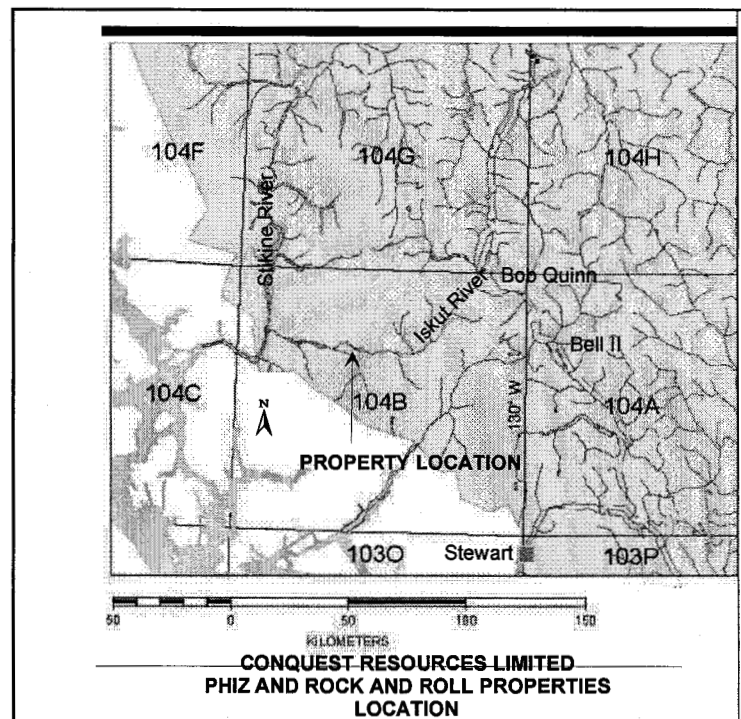 104F
104G
104H
Stikine River
Bob Quinn
Iskut River
Bell II
104C
N
104B
130° W
104A
PROPERTY LOCATION
103O
Stewart
103P
50 0 50 100 150
KILOMETERS
CONQUEST RESOURCES LIMITED
PHIZ AND ROCK AND ROLL PROPERTIES
LOCATION